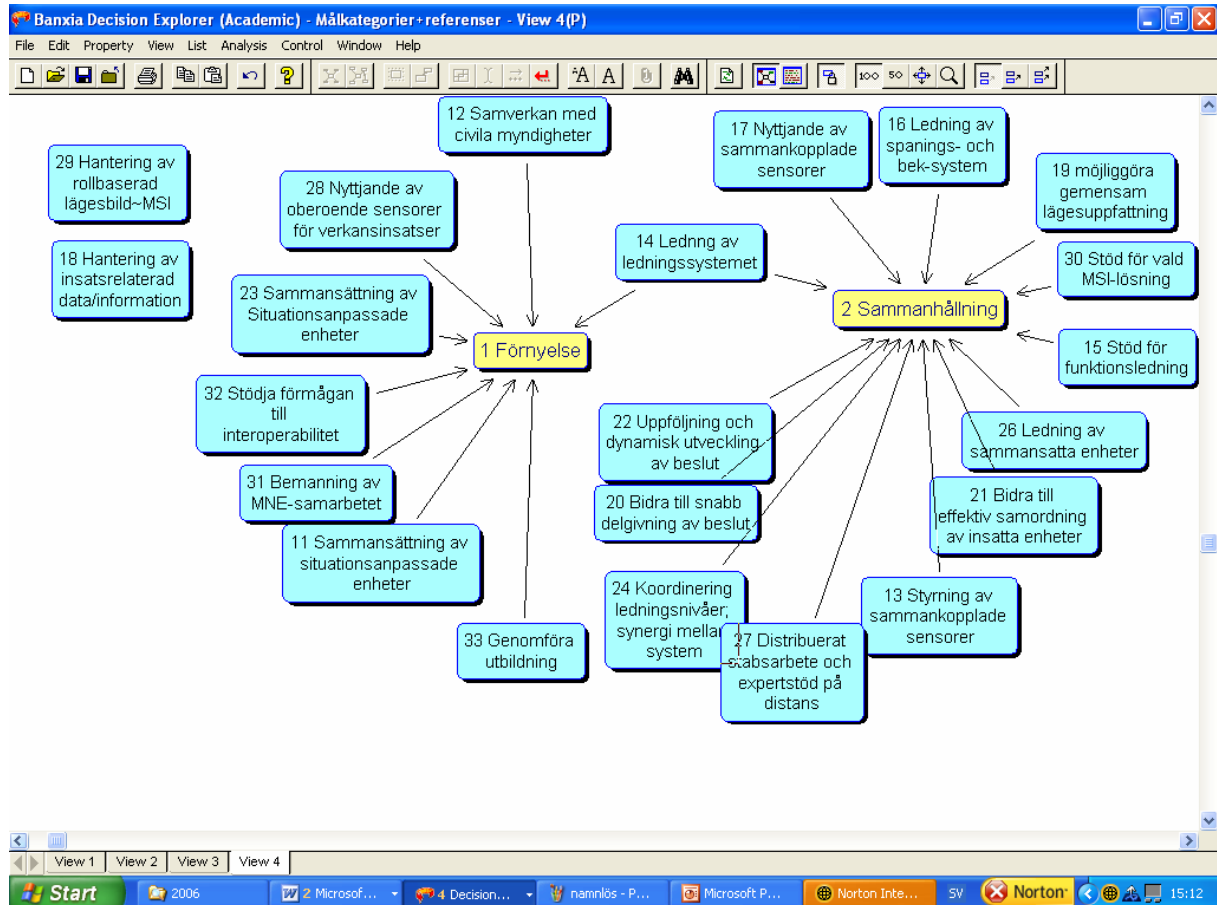 Banxia Decision Explorer (Academic) - Målkategorier+referenser - View 4(P)
File Edit Property View List Analysis Control Window Help
100 50
12 Samverkan med
civila myndigheter
17 Nyttjande av
sammankopplade
sensorer
16 Ledning av
spanings- och
bek-system
29 Hantering av
rollbaserad
lägesbild~MSI
28 Nyttjande av
oberoende sensorer
för verkansinsatser
19 möjliggöra
gemensam
lägesuppfattning
14 Lednng av
ledningssystemet
18 Hantering av
insatsrelaterad
data/information
30 Stöd för vald
MSI-lösning
23 Sammansättning av
Situationsanpassade
enheter
2 Sammanhållning
1 Förnyelse
15 Stöd för
funktionsledning
32 Stödja förmågan
till
interoperabilitet
22 Uppföljning och
dynamisk utveckling
av beslut
26 Ledning av
sammansatta enheter
31 Bemanning av
MNE-samarbetet
20 Bidra till snabb
delgivning av beslut
21 Bidra till
effektiv samordning
av insatta enheter
11 Sammansättning av
situationsanpassade
enheter
24 Koordinering
ledningsnivåer;
synergi mellan
system
13 Styrning av
sammankopplade
sensorer
33 Genomföra
utbildning
27 Distribuerat
stabsarbete och
expertstöd på
distans
View 1 View 2 View 3 View 4
Start 2006 2 Microsof... 4 Decision... namnlös - P... Microsoft P... Norton Inte... SV Norton 15:12